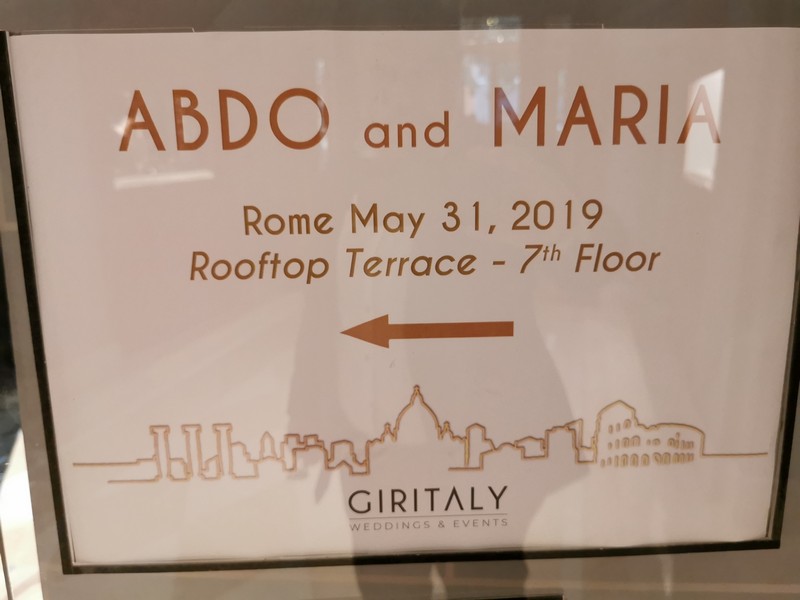 ABDO and MARIA
Rome May 31, 2019
Rooftop Terrace - 7th Floor
GIRITALY
WEDDINGS & EVENTS